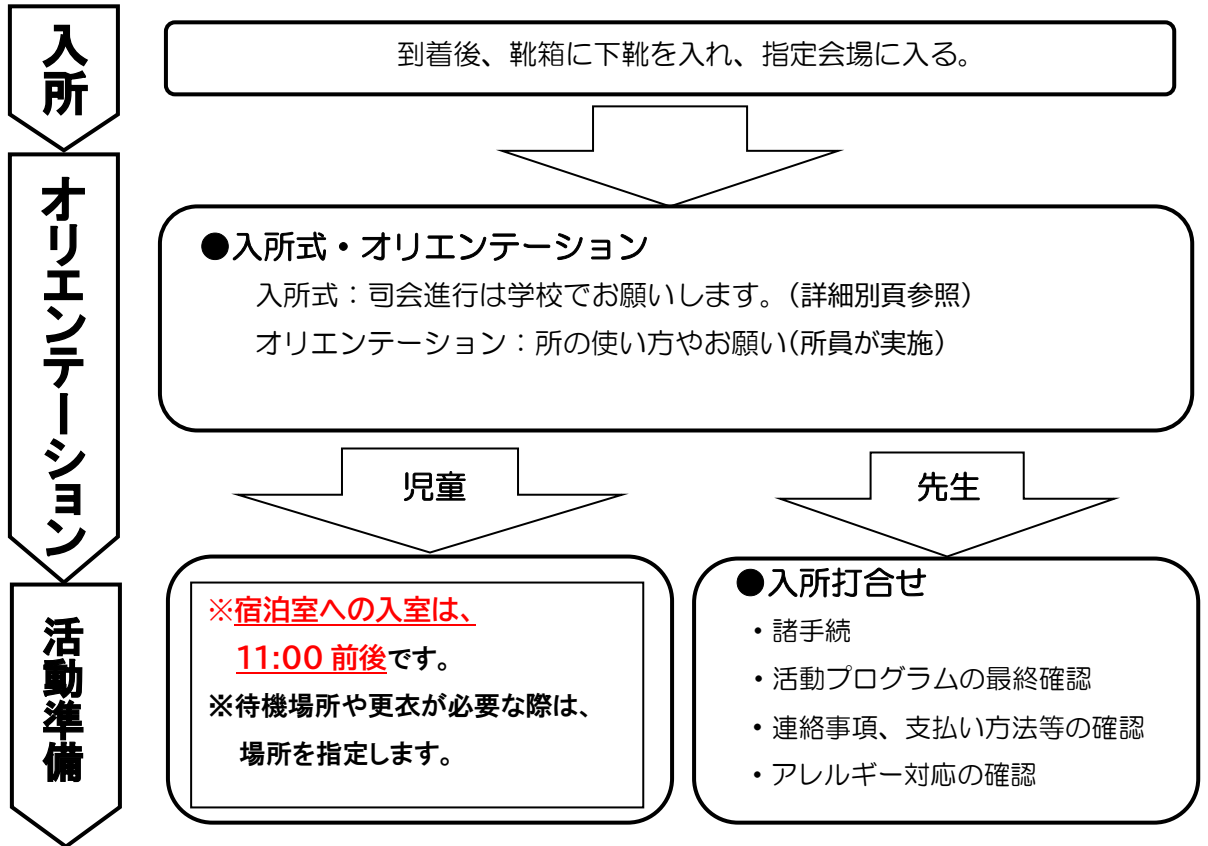 入所
到着後、靴箱に下靴を入れ、指定会場に入る。
オリエンテーション
●入所式・オリエンテーション
入所式：司会進行は学校でお願いします。(詳細別頁参照)
オリエンテーション：所の使い方やお願い(所員が実施)
児童
先生
活動準備
※宿泊室への入室は、
11:00 前後です。
※待機場所や更衣が必要な際は、
場所を指定します。
●入所打合せ
・諸手続
・活動プログラムの最終確認
・連絡事項、支払い方法等の確認
・アレルギー対応の確認